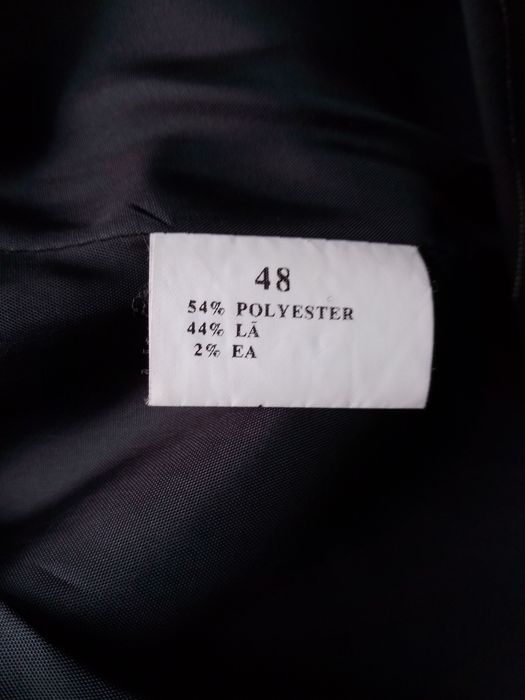 48
54% POLYESTER
44% LÃ
2% EA